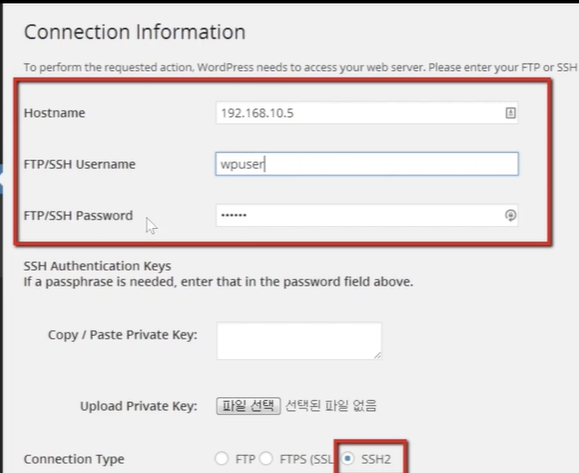 Connection Information
To perform the requested action, WordPress needs to access your web server. Please enter your FTP or SSH
Hostname
192.168.10.5
FTP/SSH Username
wpuser
FTP/SSH Password
••••••
SSH Authentication Keys
If a passphrase is needed, enter that in the password field above.
Copy / Paste Private Key:
Upload Private Key: 파일 선택 선택된 파일 없음
Connection Type FTP FTPS (SSL SSH2